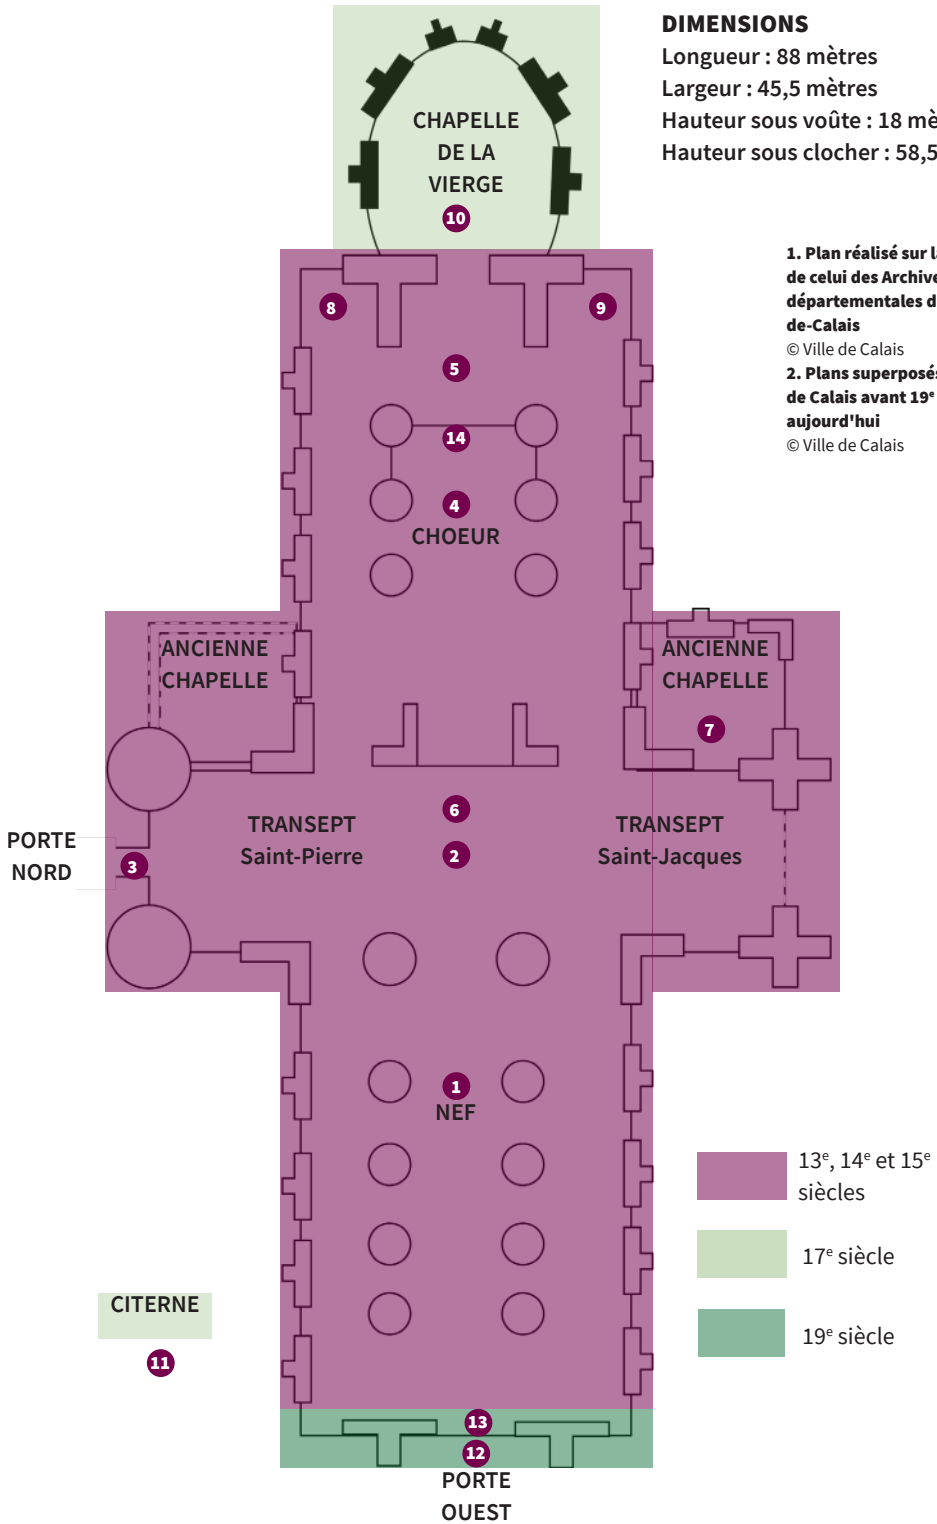 DIMENSIONS
Longueur : 88 mètres
Largeur : 45,5 mètres
Hauteur sous voûte : 18
Hauteur sous clocher : 58,5
CHAPELLE
DE LA
VIERGE
10
1. Plan réalisé sur
de celui des
départementales
de-Calais
© Ville de Calais
2. Plans superposés
de Calais avant 19e
aujourd'hui
© Ville de Calais
8
9
5
14
4
CHOEUR
ANCIENNE
CHAPELLE
ANCIENNE
CHAPELLE
7
6
TRANSEPT
Saint-Pierre
2
TRANSEPT
Saint-Jacques
PORTE
NORD
3
1
NEF
13e, 14e et 15e
siècles
17e siècle
19e siècle
CITERNE
11
13
12
PORTE
OUEST